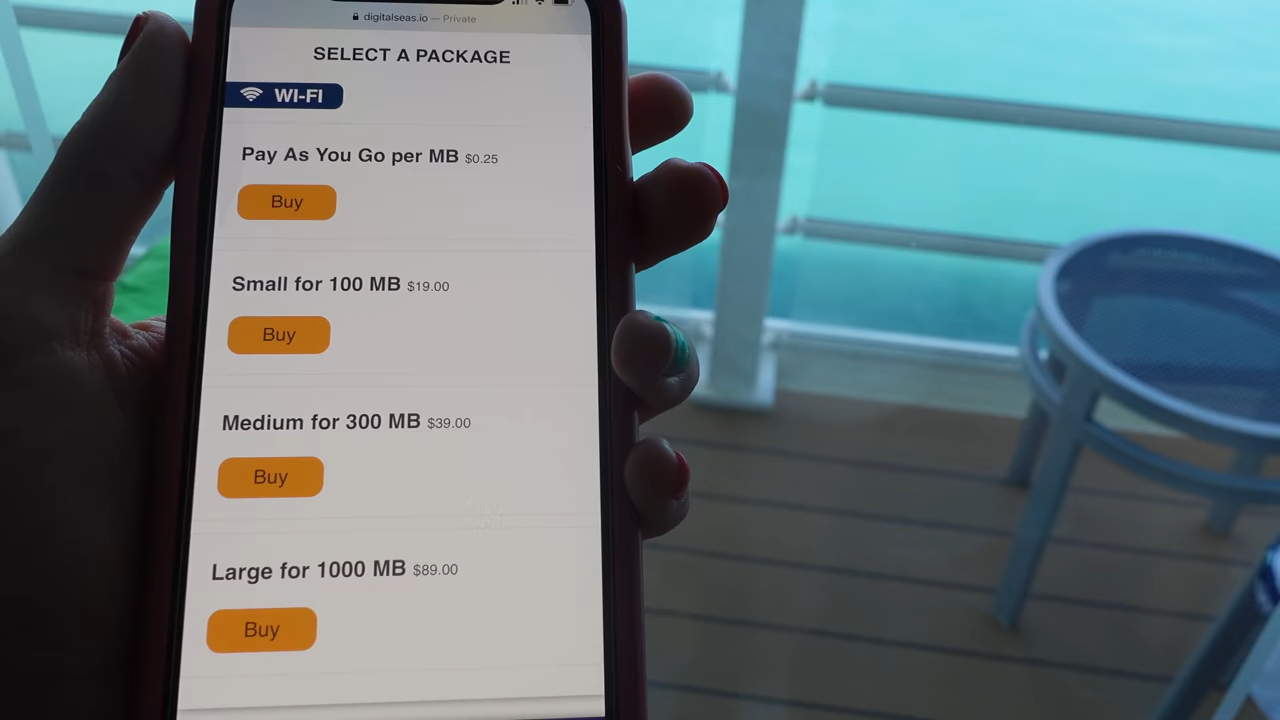 digitalseas.io — Private
SELECT A PACKAGE
WI-FI
Pay As You Go per MB $0.25
Buy
Small for 100 MB $19.00
Buy
Medium for 300 MB $39.00
Buy
Large for 1000 MB $89.00
Buy